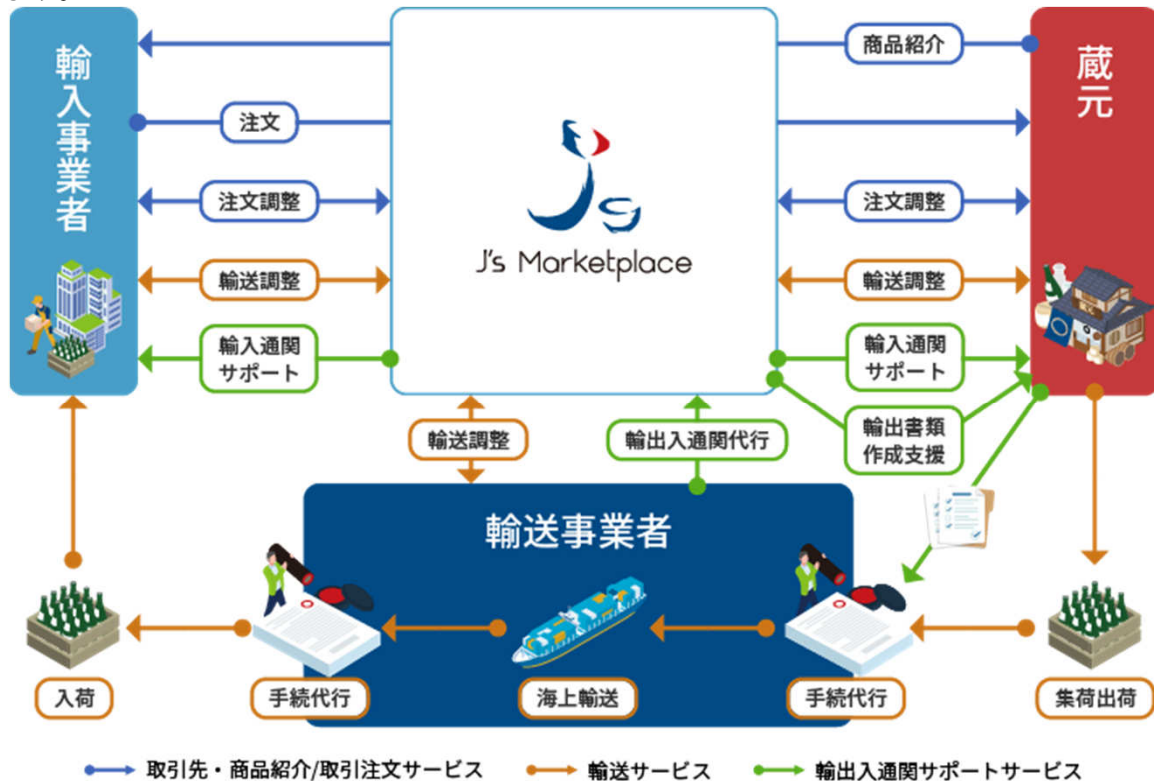 輸入事業者
蔵元
商品紹介
注文
注文調整
注文調整
J's
J's Marketplace
輸送調整
輸送調整
輸入通関
サポート
輸入通関
サポート
輸送調整
輸出入通関代行
輸出書類
作成支援
輸送事業者
入荷
手続代行
海上輸送
手続代行
集荷出荷
取引先・商品紹介/取引注文サービス
輸送サービス
輸出入通関サポートサービス